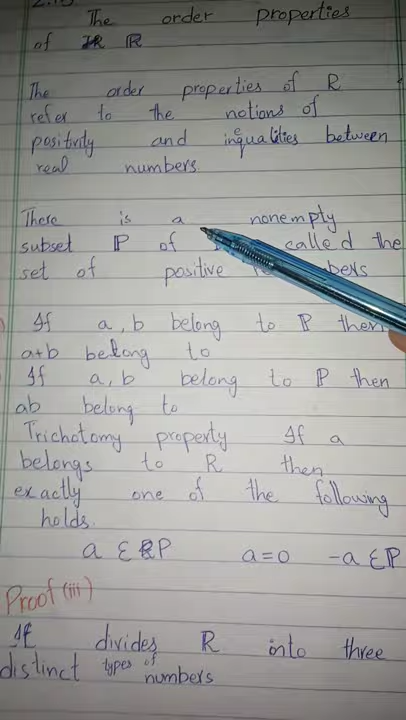 The order properties
of R ℝ
The order properties of R
refer to the notions of
positivity and inequalities between
real numbers.
There is a nonempty
subset ℙ of called the
set of positive
If a, b belong to ℙ then
a+b belong to
If a, b belong to ℙ then
ab belong to
Trichotomy property If a
belongs to R then
exactly one of the following
holds.
a ∈ P a=0 -a ∈ ℙ
Proof (iii)
It divides R into three
distinct types of numbers